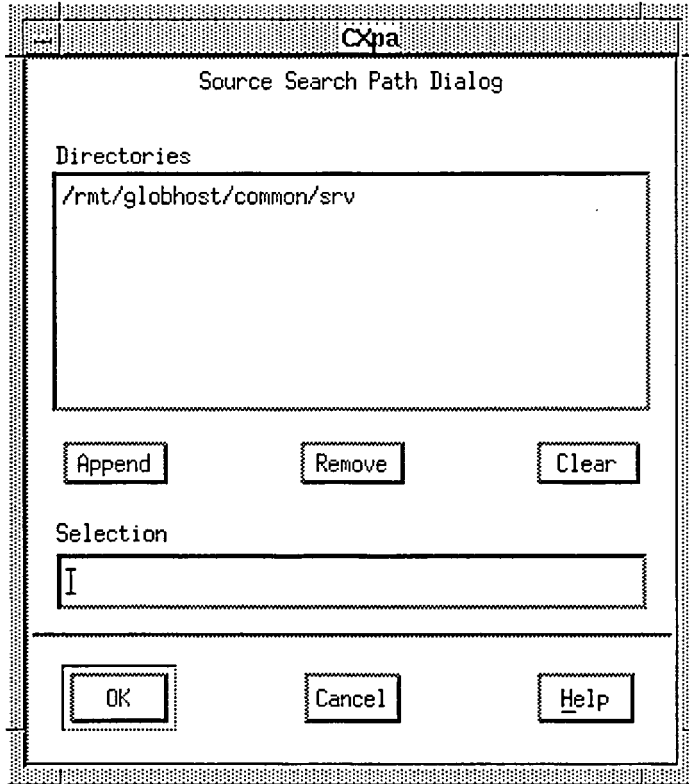 CXpa
Source Search Path Dialog
Directories
/rmt/globhost/common/srv
Append Remove Clear
Selection
OK Cancel Help